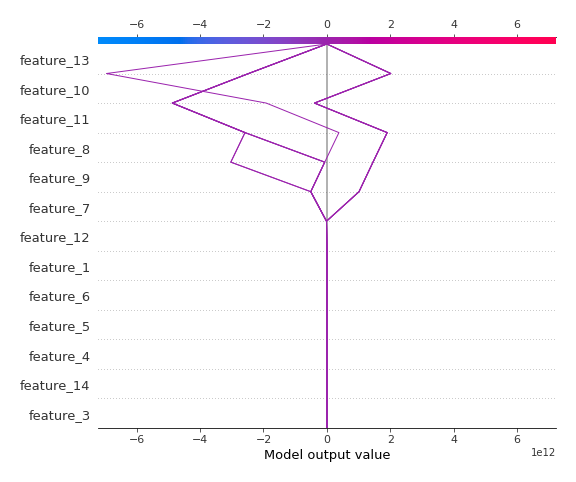 −6 −4 −2 0 2 4 6
feature_13
feature_10
feature_11
feature_8
feature_9
feature_7
feature_12
feature_1
feature_6
feature_5
feature_4
feature_14
feature_3
−6 −4 −2 0 2 4 6
1e12
Model output value